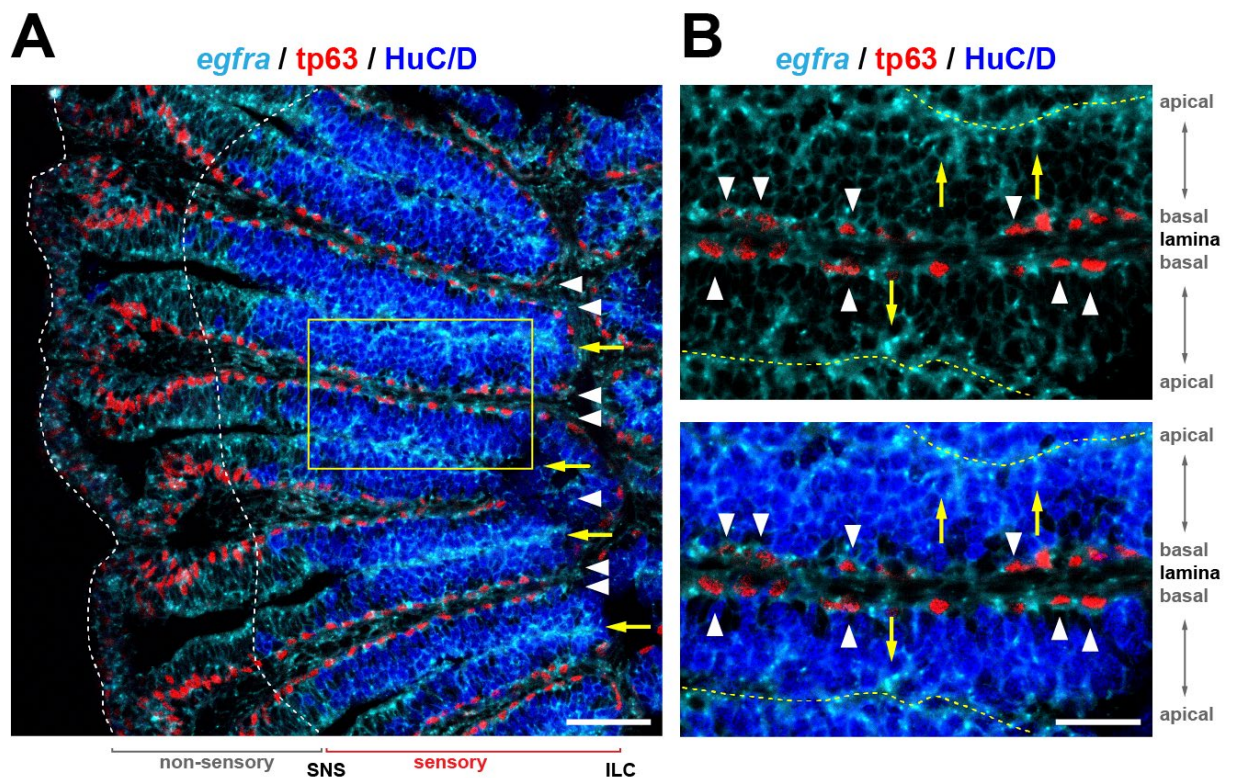 A
egfra / tp63 / HuC/D
non-sensory
SNS
sensory
ILC
B
egfra / tp63 / HuC/D
apical
basal
lamina
basal
apical
apical
basal
lamina
basal
apical